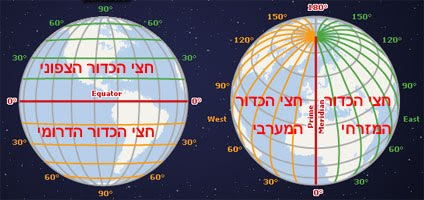 90°
60° 60°
30° 30°
חצי הכדור הצפוני
Equator
0° 0°
חצי הכדור הדרומי
30° 30°
60° 60°
90°
180°
150° 150°
-120° 120°
90° 90°
חצי הכדור
המערבי
חצי הכדור
המזרחי
West
East
Prime
Meridian
60° 60°
30° 30°
0°